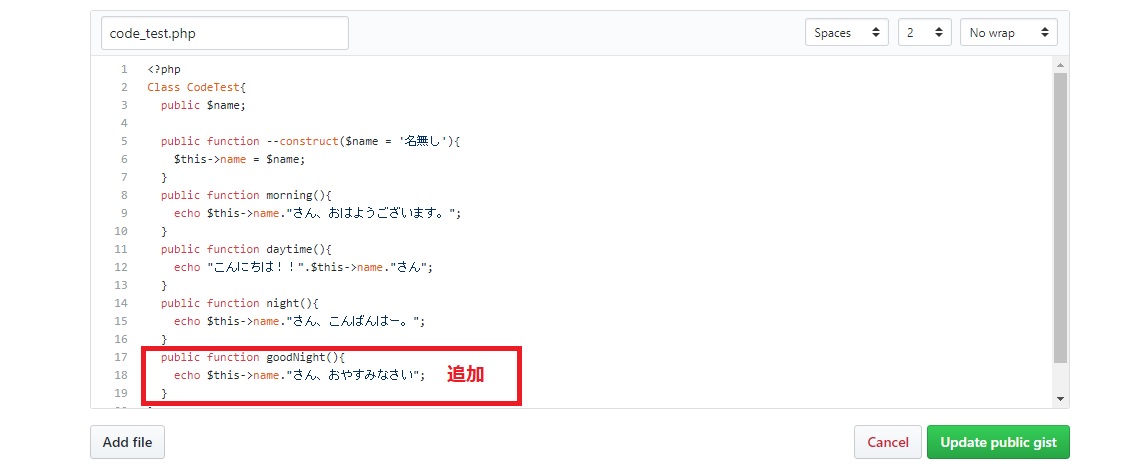 code_test.php
Spaces
2
No wrap
1 <?php
2 Class CodeTest{
3 public $name;
4
5 public function --construct($name = '名無し'){
6 $this->name = $name;
7 }
8 public function morning(){
9 echo $this->name."さん、おはようございます。";
10 }
11 public function daytime(){
12 echo "こんにちは！！".$this->name."さん";
13 }
14 public function night(){
15 echo $this->name."さん、こんばんはー。";
16 }
17 public function goodNight(){
18 echo $this->name."さん、おやすみなさい";
追加
19 }
Add file
Cancel
Update public gist